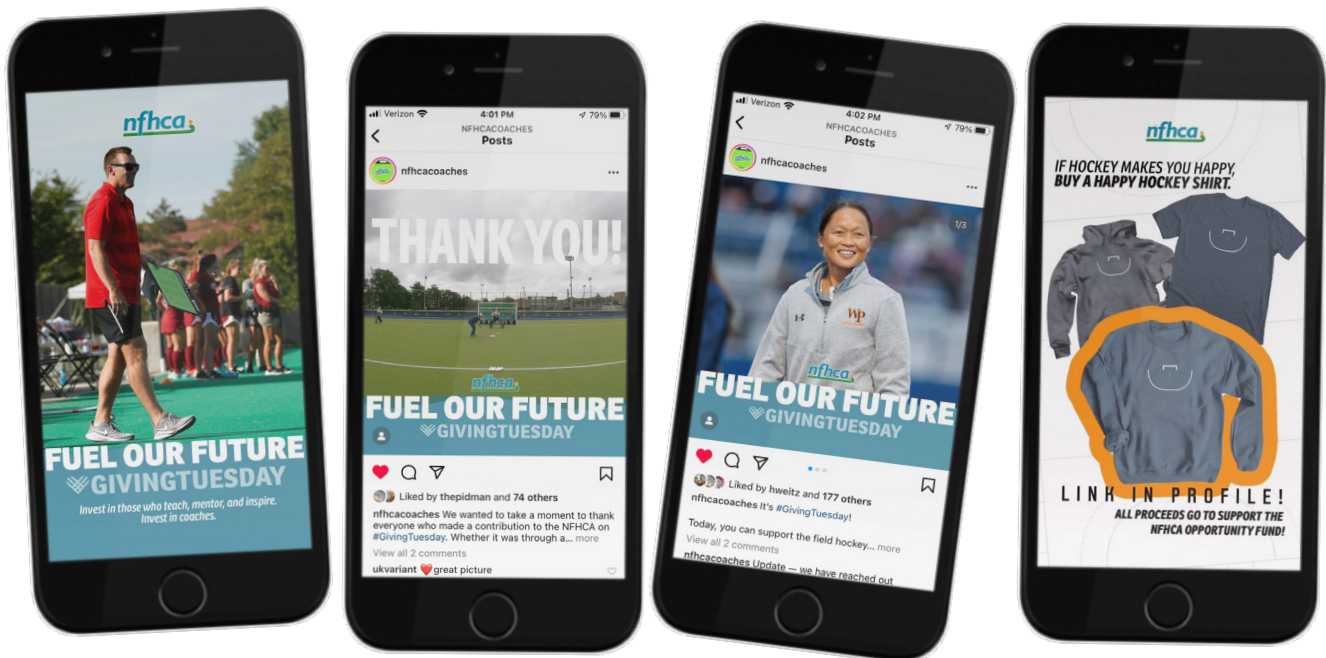 nfhca
FUEL OUR FUTURE
GIVINGTUESDAY
Invest in those who teach, mentor, and inspire.
Invest in coaches.
Verizon 4:01 PM 79%
NFHCACOACHES
Posts
nfhcacoaches
THANK YOU!
nfhca
FUEL OUR FUTURE
GIVINGTUESDAY
Liked by thepidman and 74 others
nfhcacoaches We wanted to take a moment to thank
everyone who made a contribution to the NFHCA on
#GivingTuesday. Whether it was through a... more
View all 2 comments
ukvariant ❤️great picture
Verizon 4:02 PM 79%
NFHCACOACHES
Posts
nfhcacoaches
1/3
WP
nfhca
FUEL OUR FUTURE
GIVINGTUESDAY
Liked by hweitz and 177 others
nfhcacoaches It's #GivingTuesday!
Today, you can support the field hockey... more
View all 2 comments
nfhcacoaches Update — we have reached out
nfhca
IF HOCKEY MAKES YOU HAPPY,
BUY A HAPPY HOCKEY SHIRT.
LINK IN PROFILE!
ALL PROCEEDS GO TO SUPPORT THE
NFHCA OPPORTUNITY FUND!